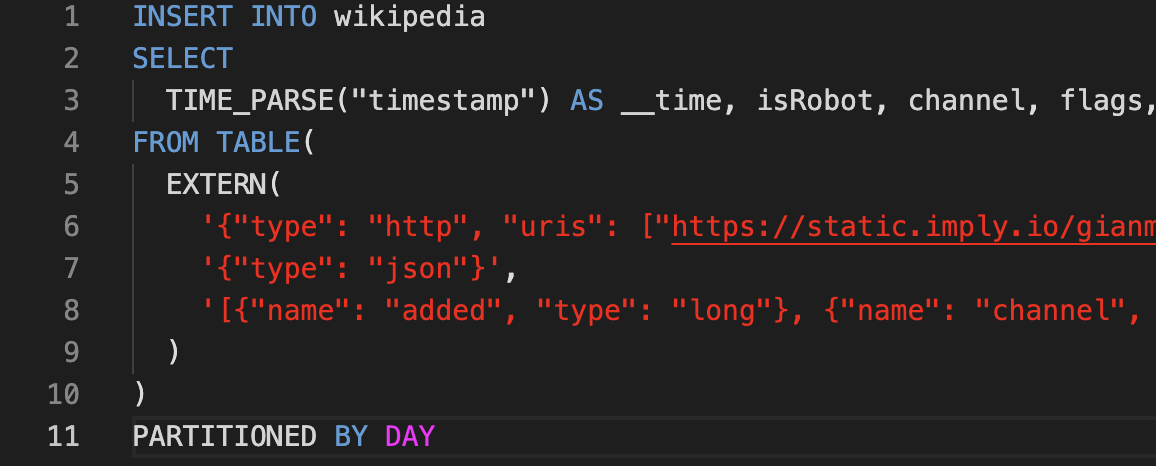 1 INSERT INTO wikipedia
2 SELECT
3 TIME_PARSE("timestamp") AS __time, isRobot, channel, flags,
4 FROM TABLE(
5 EXTERN(
6 '{"type": "http", "uris": ["https://static.imply.io/gianm
7 '{"type": "json"}',
8 '[{"name": "added", "type": "long"}, {"name": "channel",
9 )
10 )
11 PARTITIONED BY DAY